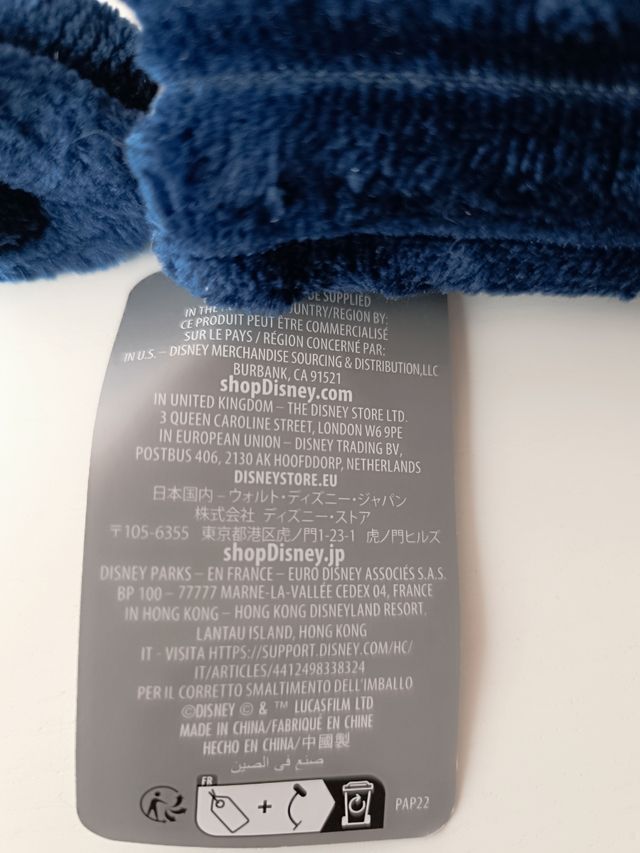 BE SUPPLIED
IN THE COUNTRY/REGION BY:
CE PRODUIT PEUT ÊTRE COMMERCIALISÉ
SUR LE PAYS / RÉGION CONCERNÉ PAR:
IN U.S. – DISNEY MERCHANDISE SOURCING & DISTRIBUTION,LLC
BURBANK, CA 91521
shopDisney.com
IN UNITED KINGDOM – THE DISNEY STORE LTD.
3 QUEEN CAROLINE STREET, LONDON W6 9PE
IN EUROPEAN UNION – DISNEY TRADING BV,
POSTBUS 406, 2130 AK HOOFDDORP, NETHERLANDS
DISNEYSTORE.EU
日本国内 – ウォルト・ディズニー・ジャパン
株式会社 ディズニー・ストア
〒105-6355 東京都港区虎ノ門1-23-1 虎ノ門ヒルズ
shopDisney.jp
DISNEY PARKS – EN FRANCE – EURO DISNEY ASSOCIÉS S.A.S.
BP 100 – 77777 MARNE-LA-VALLÉE CEDEX 04, FRANCE
IN HONG KONG – HONG KONG DISNEYLAND RESORT.
LANTAU ISLAND, HONG KONG
IT - VISITA HTTPS://SUPPORT.DISNEY.COM/HC/
IT/ARTICLES/4412498338324
PER IL CORRETTO SMALTIMENTO DELL'IMBALLO
©DISNEY © & ™ LUCASFILM LTD
MADE IN CHINA/FABRIQUÉ EN CHINE
HECHO EN CHINA/中國製
صنع في الصين
FR
+
PAP22